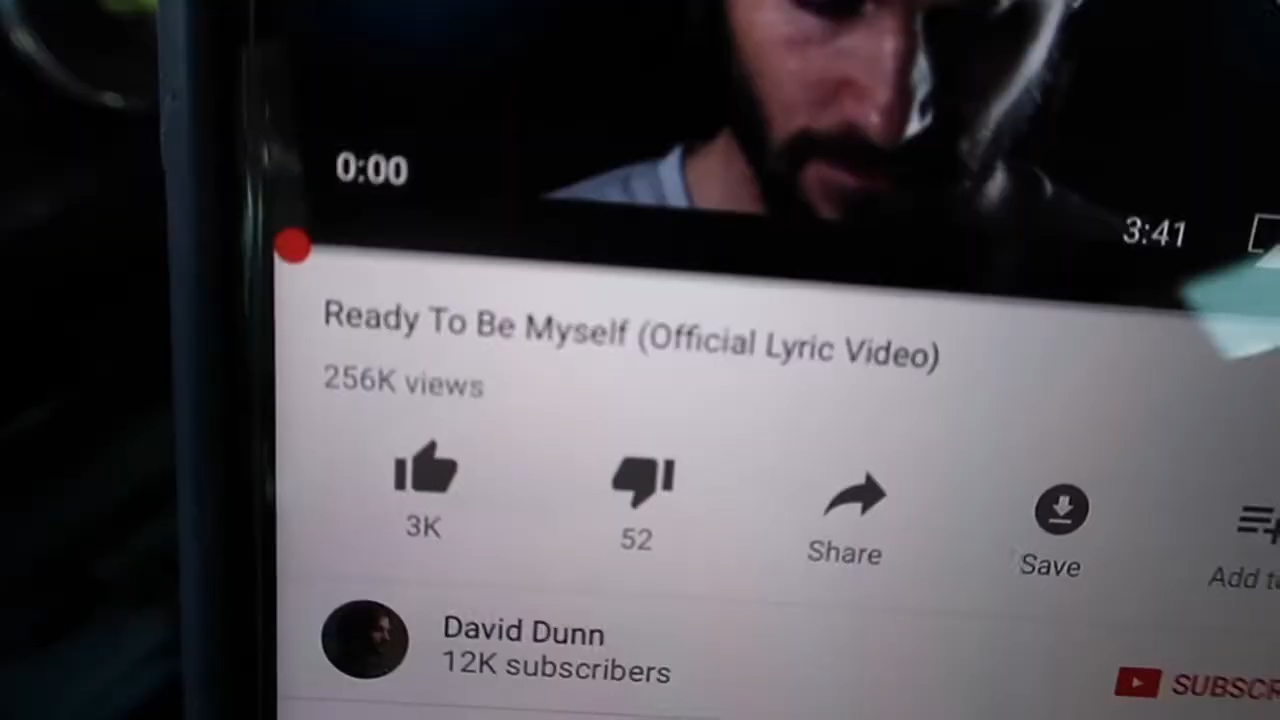 0:00
3:41
Ready To Be Myself (Official Lyric Video)
256K views
3K
52
Share
Save
Add
David Dunn
12K subscribers